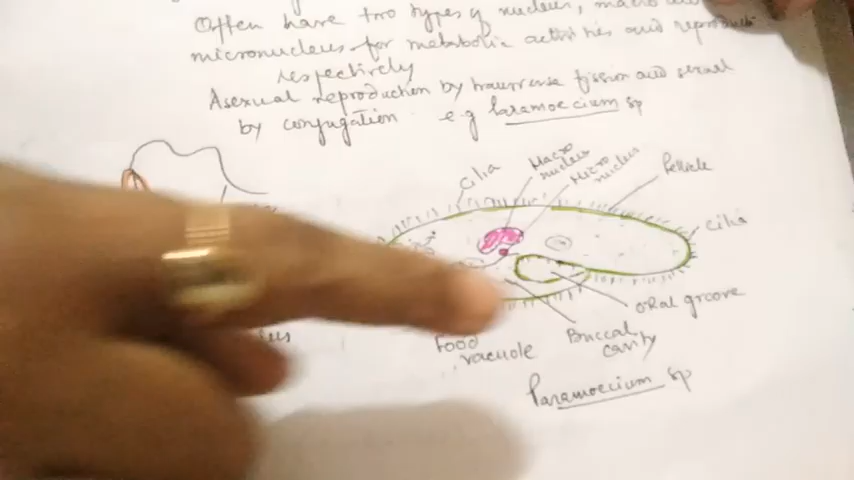 Often have two types of nucleus, macro
micronucleus for metabolic activities and reproduct
respectively
Asexual reproduction by transverse fission and sexual
by conjugation e.g Paramoecium sp
Cilia
Macro nucleus
Micro nucleus
Pellicle
Cilia
Oral groove
Buccal cavity
Food vacuole
Paramoecium sp